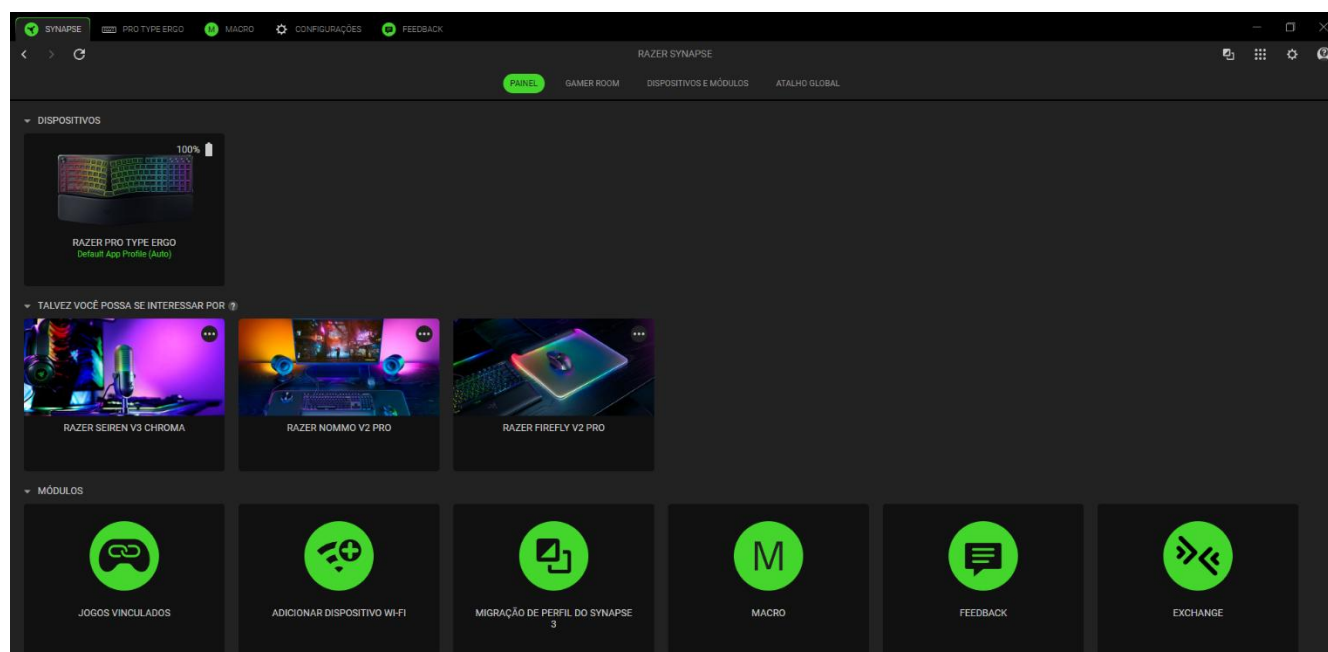 SYNAPSE PRO TYPE ERGO M MACRO CONFIGURAÇÕES FEEDBACK
RAZER SYNAPSE
PAINEL GAMER ROOM DISPOSITIVOS E MÓDULOS ATALHO GLOBAL
DISPOSITIVOS
100%
RAZER PRO TYPE ERGO
Default App Profile (Auto)
TALVEZ VOCÊ POSSA SE INTERESSAR POR ?
RAZER SEIREN V3 CHROMA
RAZER NOMMO V2 PRO
RAZER FIREFLY V2 PRO
MÓDULOS
JOGOS VINCULADOS
ADICIONAR DISPOSITIVO WI-FI
MIGRAÇÃO DE PERFIL DO SYNAPSE
3
M
MACRO
FEEDBACK
EXCHANGE